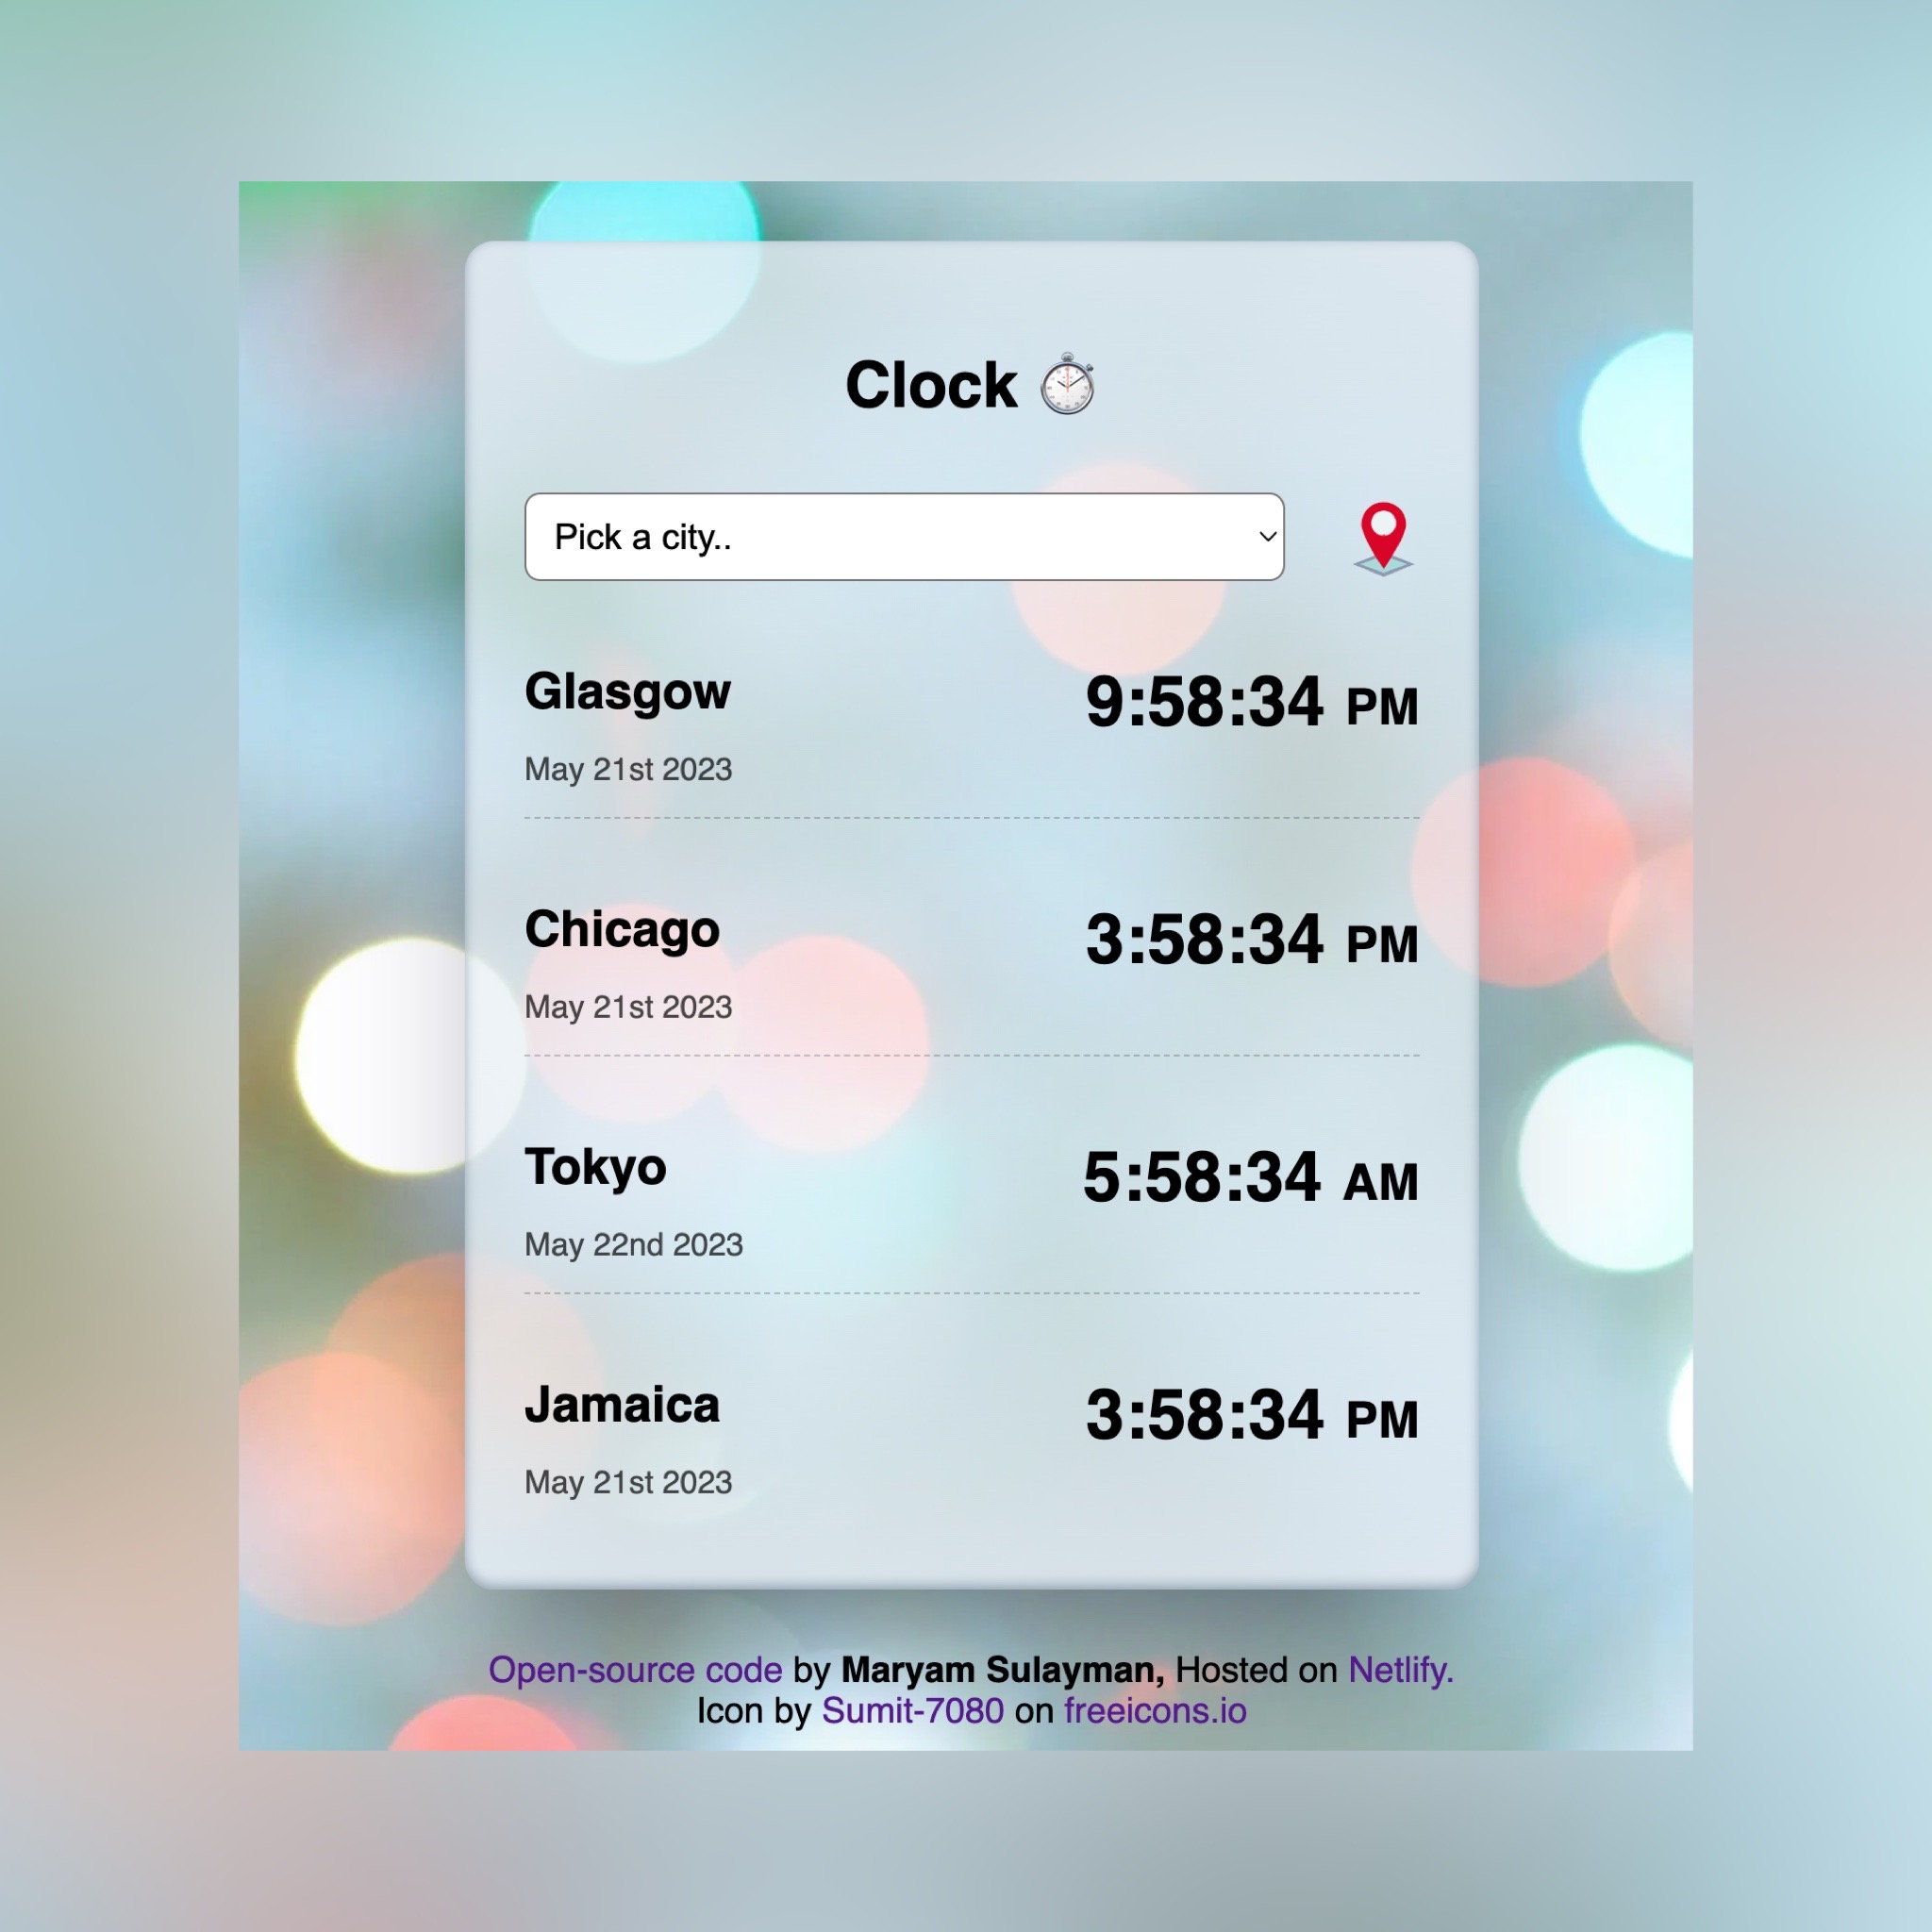 Clock
Pick a city..
Glasgow
9:58:34 PM
May 21st 2023
Chicago
3:58:34 PM
May 21st 2023
Tokyo
5:58:34 AM
May 22nd 2023
Jamaica
3:58:34 PM
May 21st 2023
Open-source code by Maryam Sulayman, Hosted on Netlify.
Icon by Sumit-7080 on freeicons.io